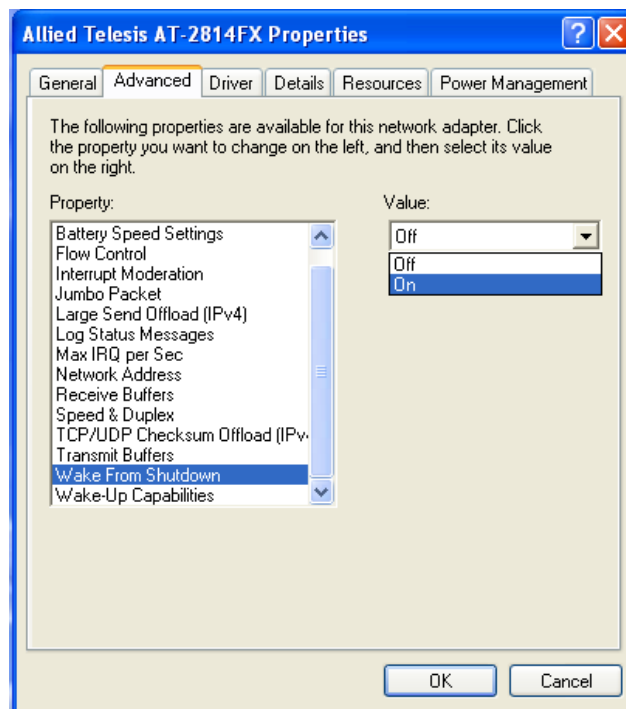 Allied Telesis AT-2814FX Properties
General Advanced Driver Details Resources Power Management
The following properties are available for this network adapter. Click
the property you want to change on the left, and then select its value
on the right.
Property:
Battery Speed Settings
Flow Control
Interrupt Moderation
Jumbo Packet
Large Send Offload (IPv4)
Log Status Messages
Max IRQ per Sec
Network Address
Receive Buffers
Speed & Duplex
TCP/UDP Checksum Offload (IPv
Transmit Buffers
Wake From Shutdown
Wake-Up Capabilities
Value:
Off
Off
On
OK Cancel